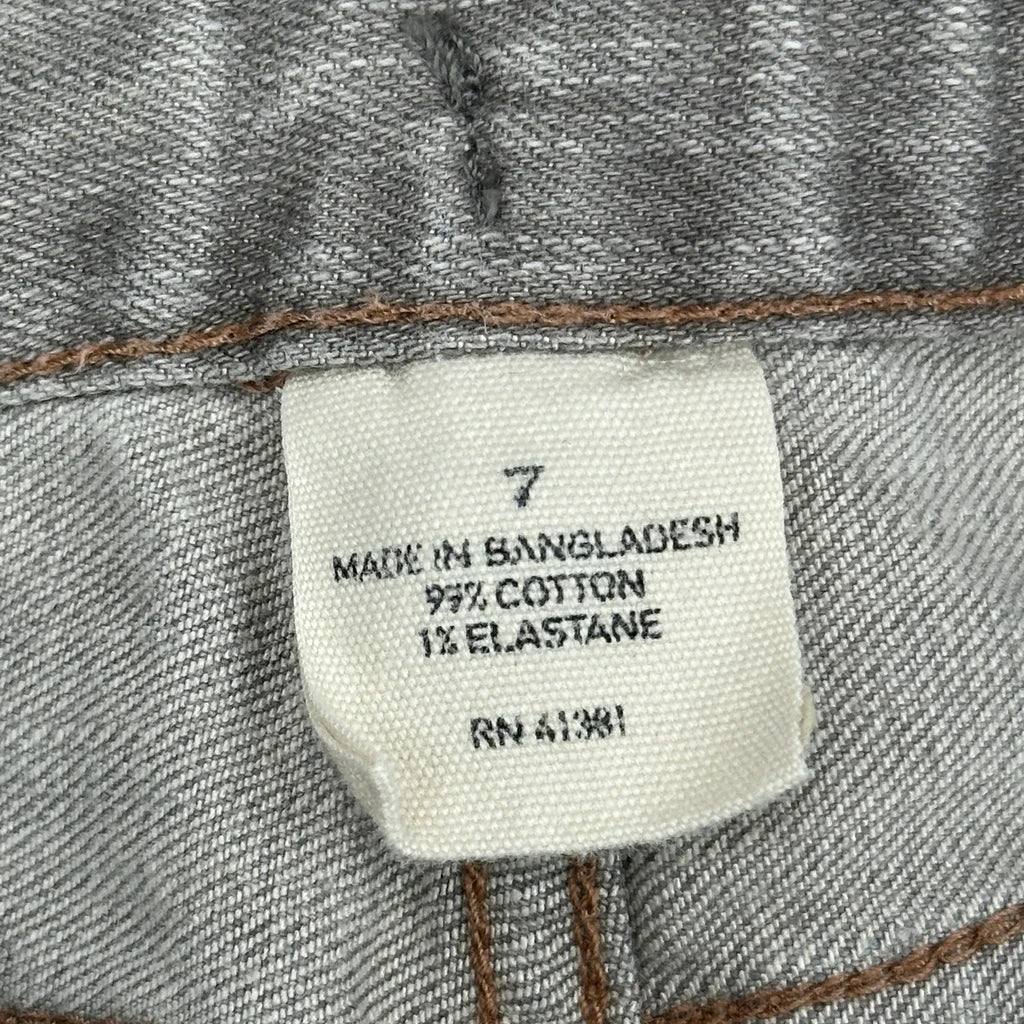 7
MADE IN BANGLADESH
99% COTTON
1% ELASTANE
RN 41381